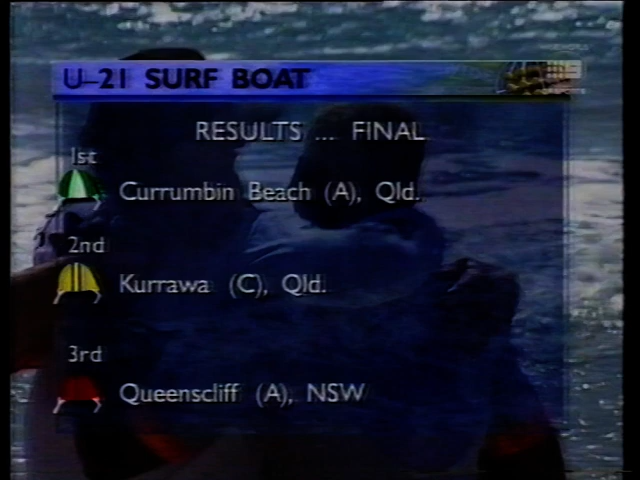 U–21 SURF BOAT
RESULTS ... FINAL
1st
Currumbin Beach (A), Qld.
2nd
Kurrawa (C), Qld.
3rd
Queenscliff (A), NSW